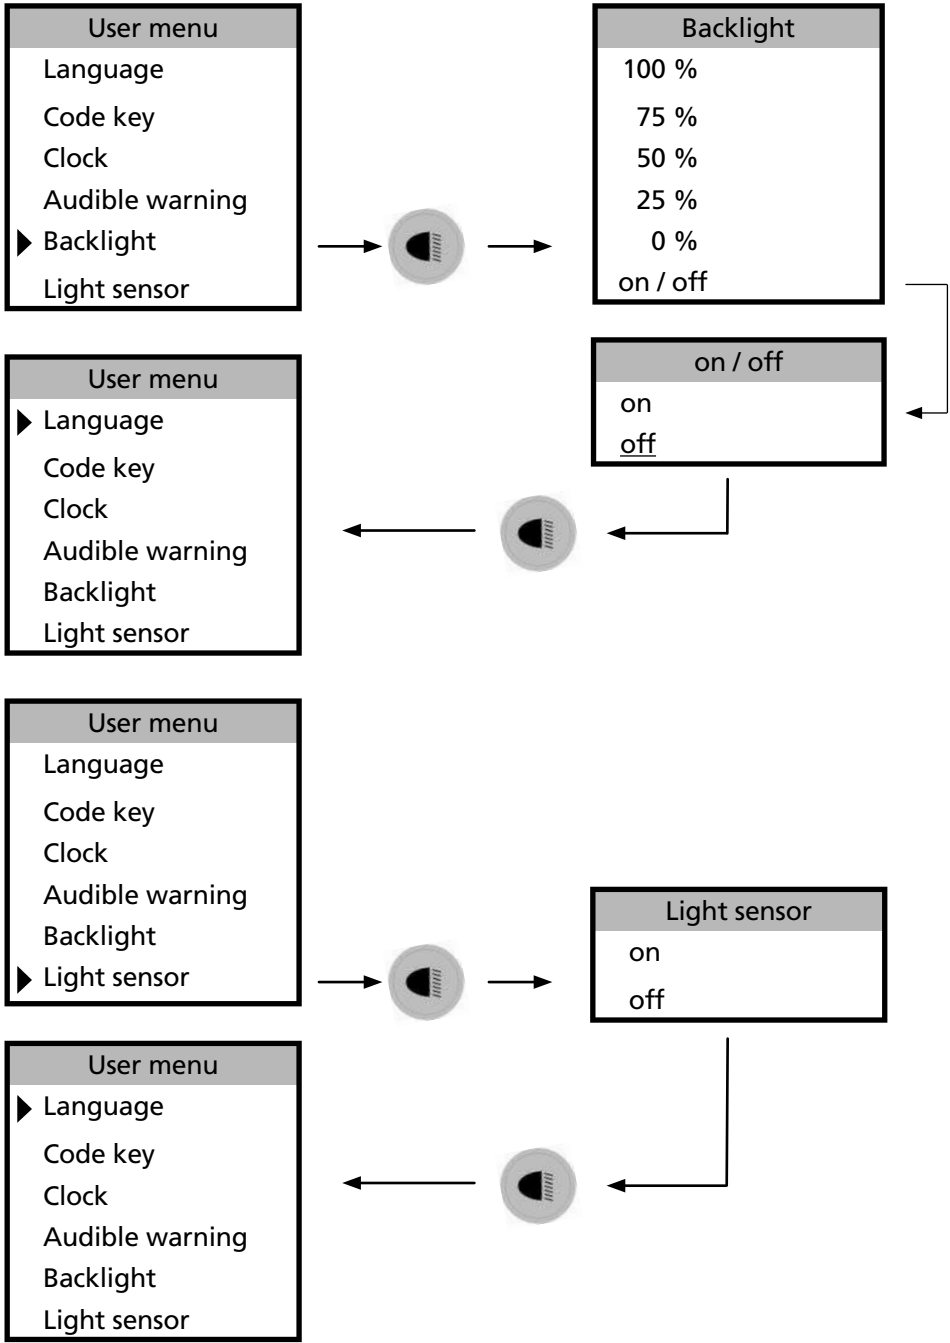 User menu
Language
Code key
Clock
Audible warning
Backlight
Light sensor
Backlight
100 %
75 %
50 %
25 %
0 %
on / off
on / off
on
off
User menu
Language
Code key
Clock
Audible warning
Backlight
Light sensor
User menu
Language
Code key
Clock
Audible warning
Backlight
Light sensor
Light sensor
on
off
User menu
Language
Code key
Clock
Audible warning
Backlight
Light sensor